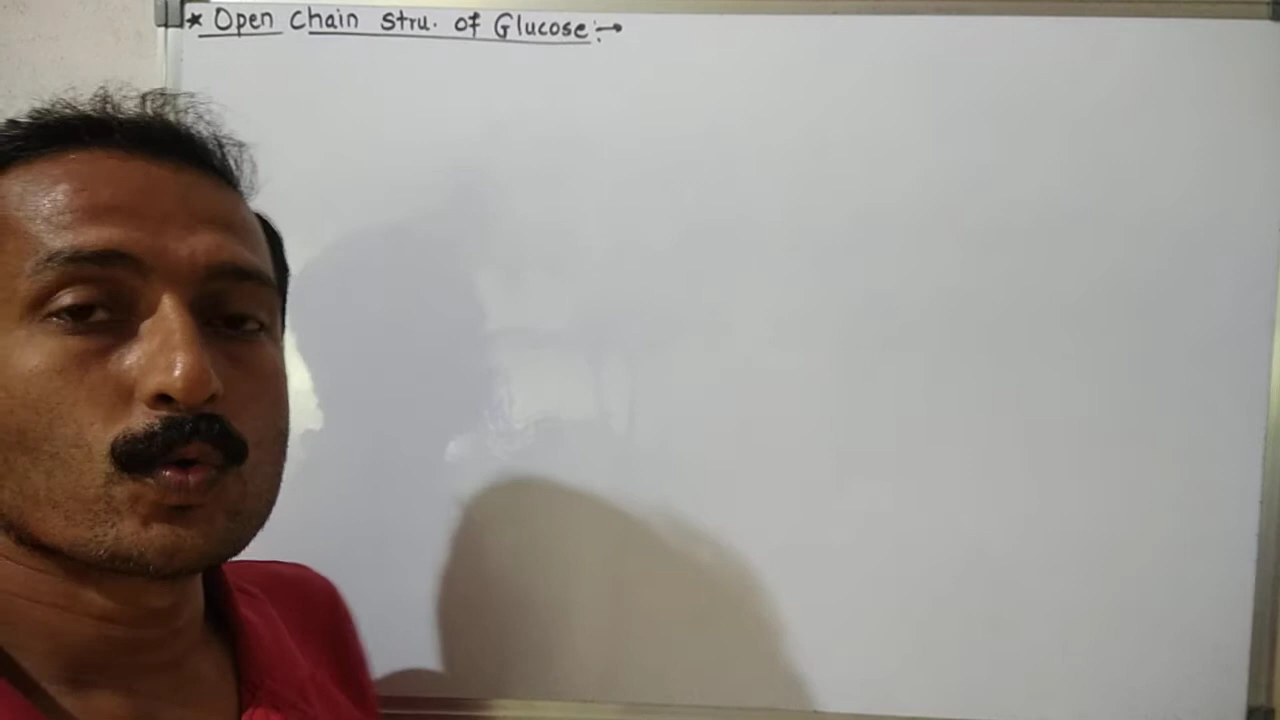 ★ Open Chain Stru. of Glucose:→